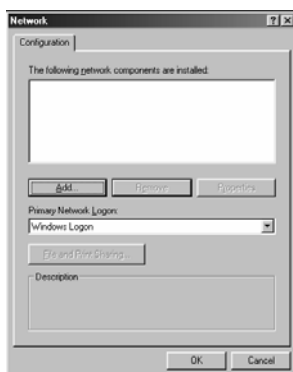 Network
Configuration
The following network components are installed:
Add...
Remove
Properties
Primary Network Logon:
Windows Logon
File and Print Sharing...
Description
OK
Cancel